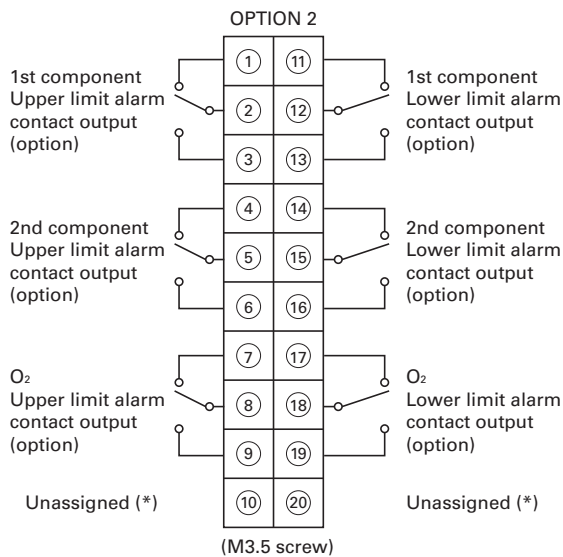 OPTION 2
1st component
Upper limit alarm
contact output
(option)
1 11
2 12
3 13
1st component
Lower limit alarm
contact output
(option)
2nd component
Upper limit alarm
contact output
(option)
4 14
5 15
6 16
2nd component
Lower limit alarm
contact output
(option)
O₂
Upper limit alarm
contact output
(option)
7 17
8 18
9 19
O₂
Lower limit alarm
contact output
(option)
Unassigned (*)
10 20
Unassigned (*)
(M3.5 screw)